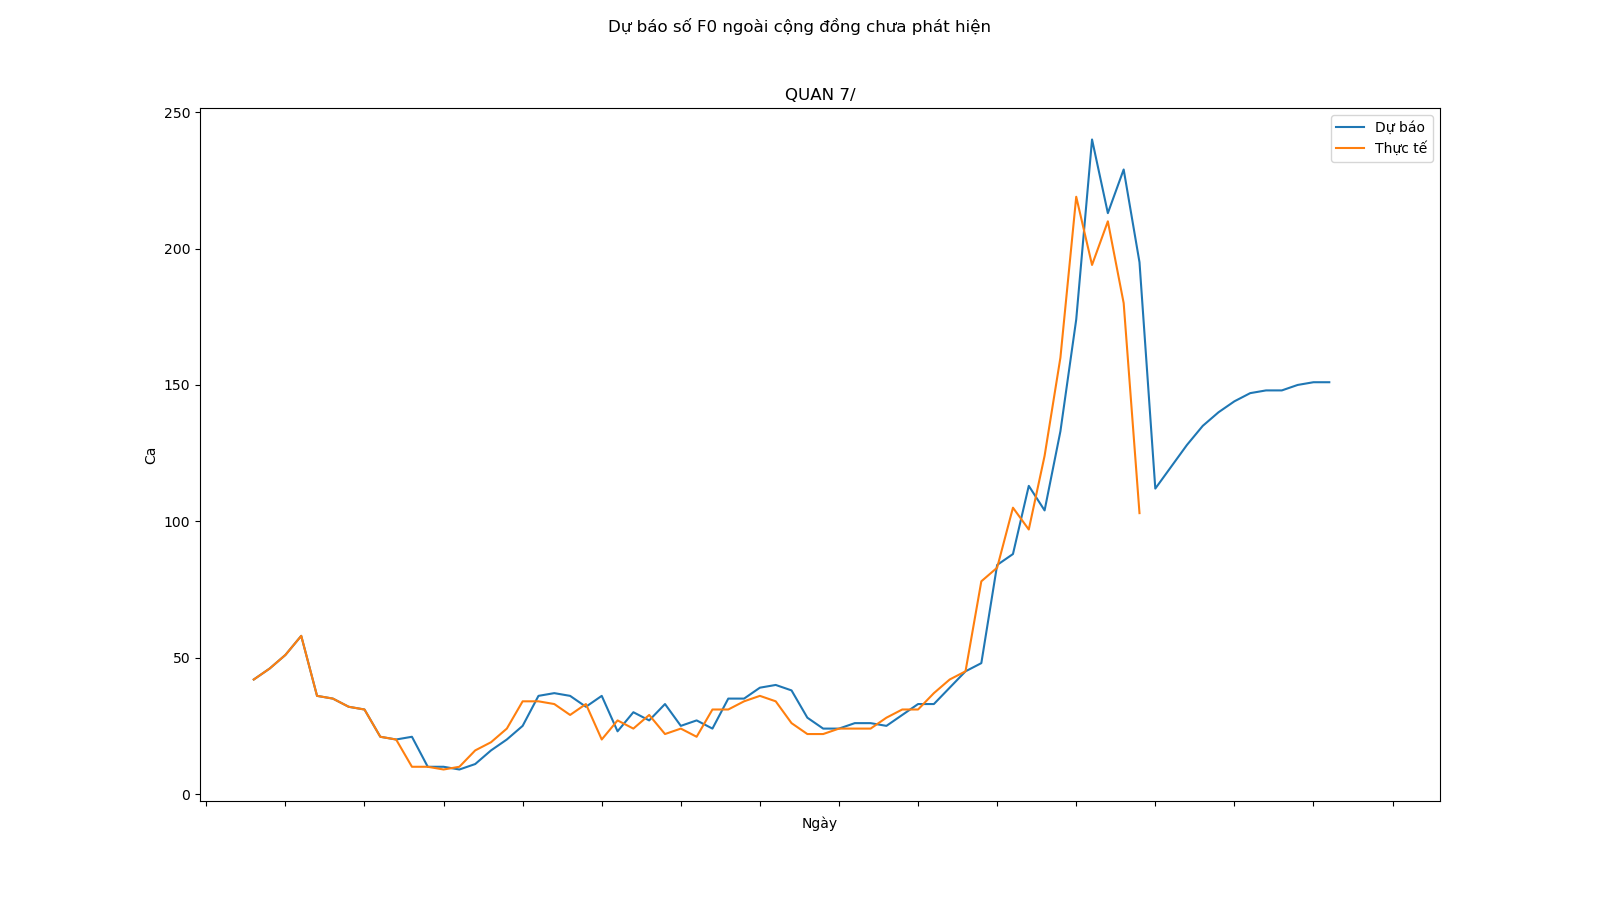 Dự báo số F0 ngoài cộng đồng chưa phát hiện
QUAN 7/
250
200
150
100
50
0
Ca
Ngày
Dự báo
Thực tế